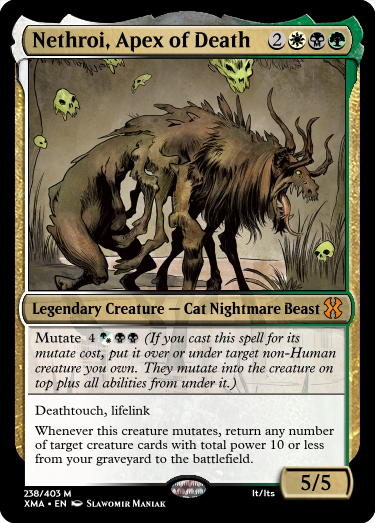 Nethroi, Apex of Death 2
Legendary Creature — Cat Nightmare Beast
Mutate 4 (If you cast this spell for its
mutate cost, put it over or under target non-Human
creature you own. They mutate into the creature on
top plus all abilities from under it.)
Deathtouch, lifelink
Whenever this creature mutates, return any number
of target creature cards with total power 10 or less
from your graveyard to the battlefield.
5/5
238/403 M It/Its
XMA • EN Slawomir Maniak